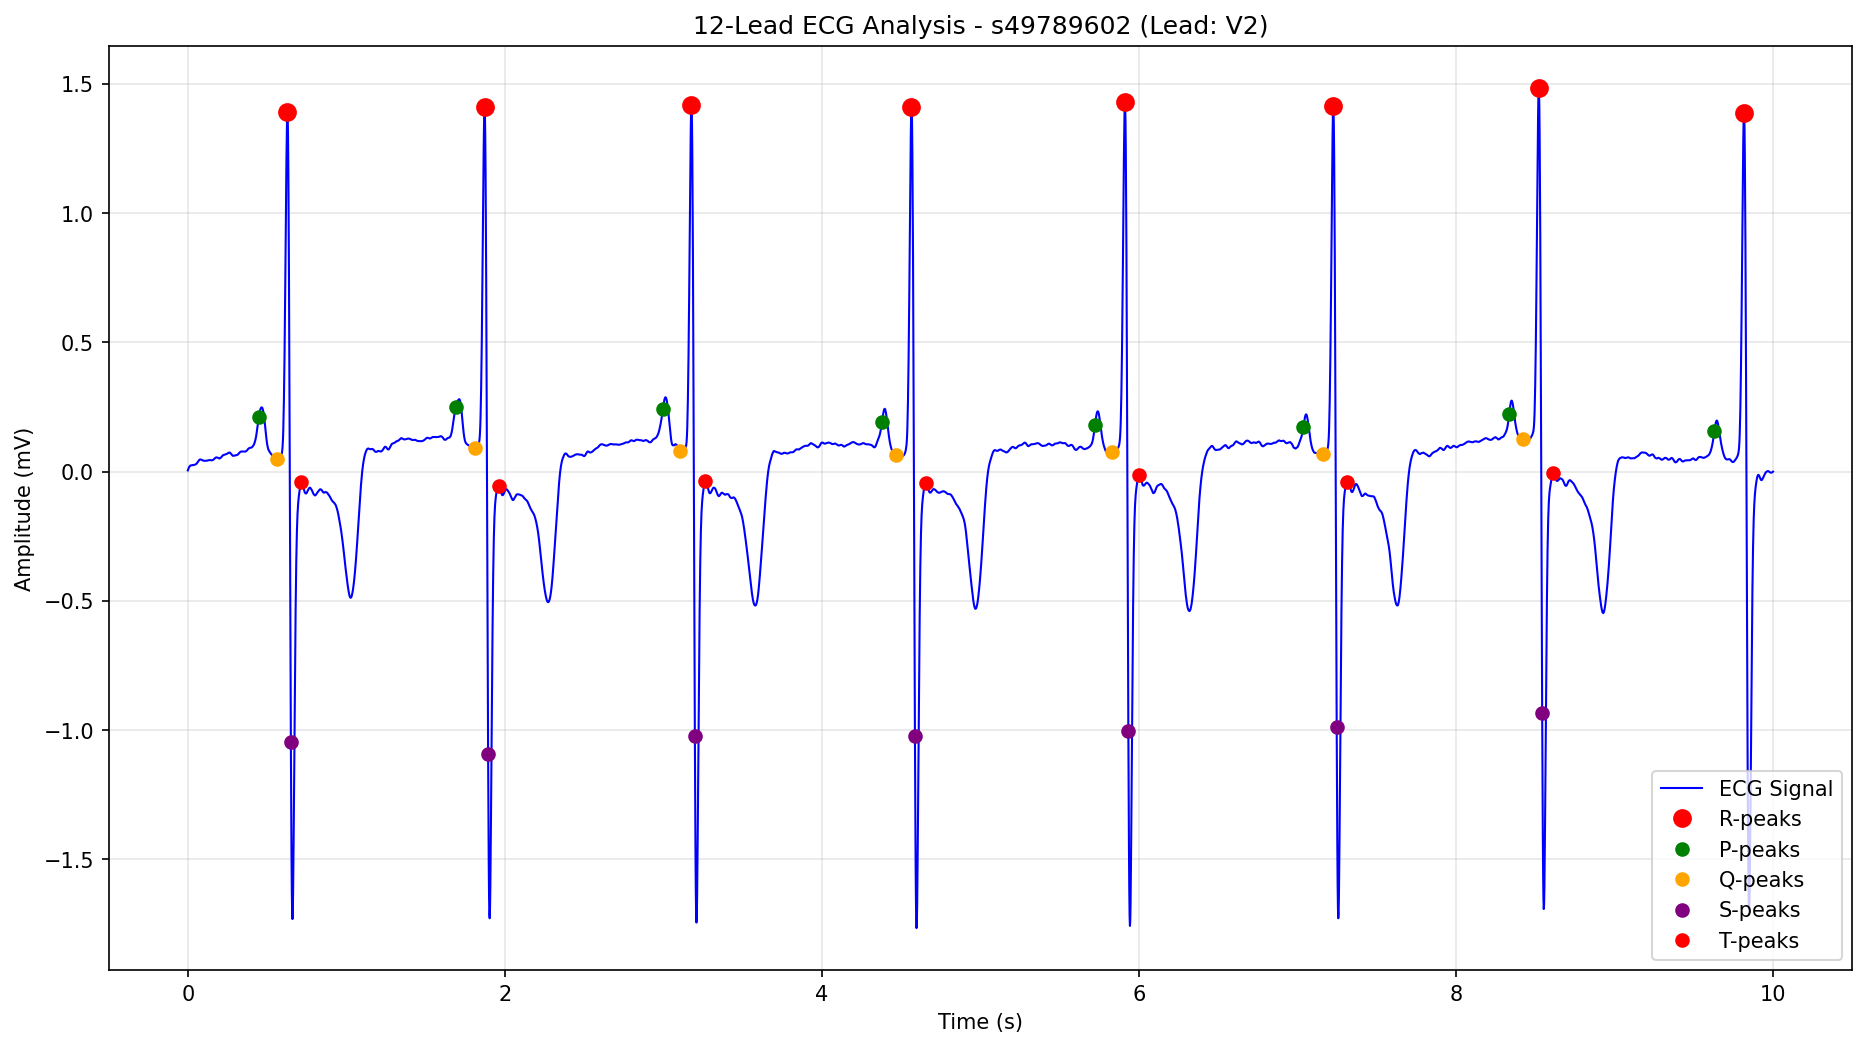 12-Lead ECG Analysis - s49789602 (Lead: V2)
Amplitude (mV)
1.5
1.0
0.5
0.0
−0.5
−1.0
−1.5
0
2
4
6
8
10
Time (s)
ECG Signal
R-peaks
P-peaks
Q-peaks
S-peaks
T-peaks